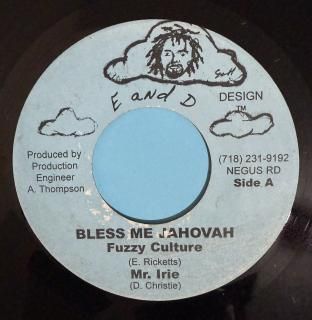 E and D
DESIGN
TM
Produced by
Production
Engineer
A. Thompson
(718) 231-9192
NEGUS RD
Side A
BLESS ME JAHOVAH
Fuzzy Culture
(E. Ricketts)
Mr. Irie
(D. Christie)